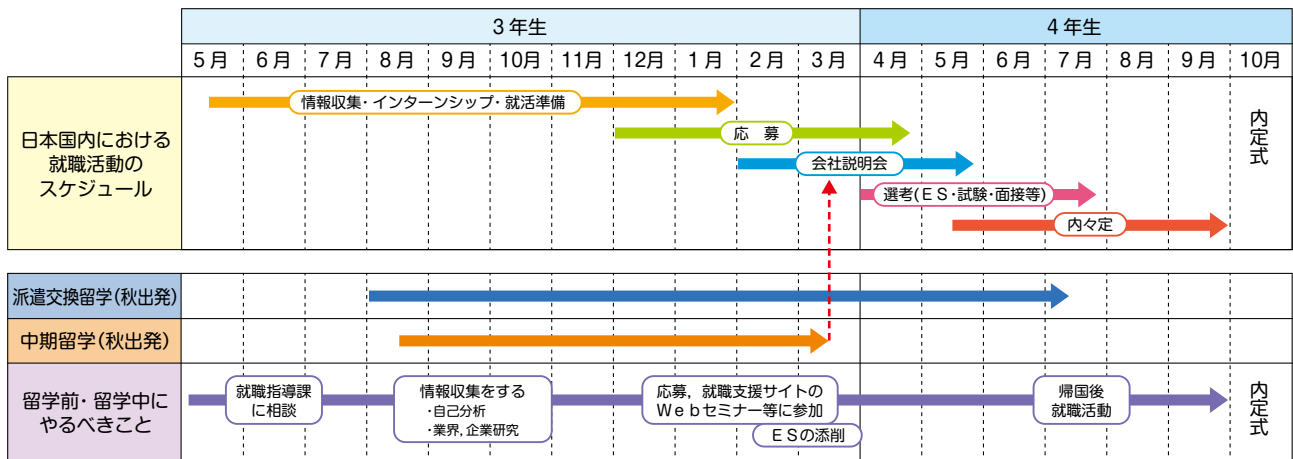 3年生
4年生
5月 6月 7月 8月 9月 10月 11月 12月 1月 2月 3月 4月 5月 6月 7月 8月 9月 10月
日本国内における
就職活動の
スケジュール
情報収集・インターンシップ・就活準備
応 募
会社説明会
選考(ES・試験・面接等)
内々定
内定式
派遣交換留学(秋出発)
中期留学(秋出発)
留学前・留学中に
やるべきこと
就職指導課
に相談
情報収集をする
・自己分析
・業界,企業研究
応募，就職支援サイトの
Webセミナー等に参加
ESの添削
帰国後
就職活動
内定式